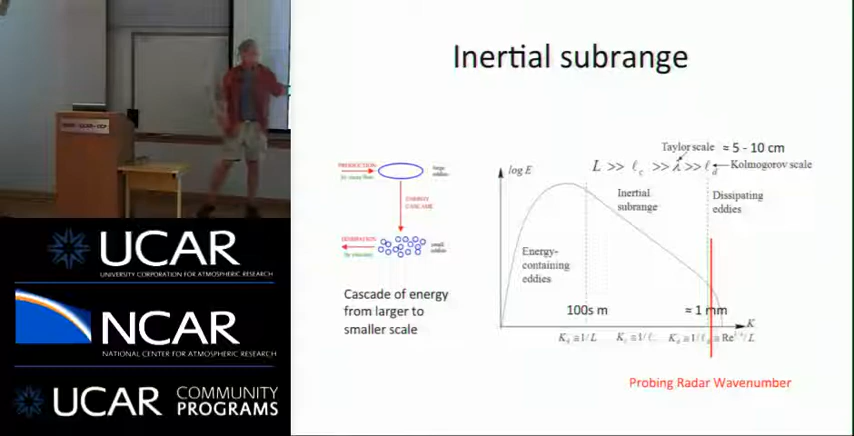 Inertial subrange
PRODUCTION
large
eddies
ENERGY
CASCADE
small
eddies
Cascade of energy
from larger to
smaller scale
Taylor scale ≈ 5 - 10 cm
L >> ℓc >> λ >> ℓd Kolmogorov scale
log E
Inertial
subrange
Dissipating
eddies
Energy-
containing
eddies
100s m
≈ 1 mm
K
Probing Radar Wavenumber
UCAR
UNIVERSITY CORPORATION FOR ATMOSPHERIC RESEARCH
NCAR
NATIONAL CENTER FOR ATMOSPHERIC RESEARCH
UCAR COMMUNITY
PROGRAMS